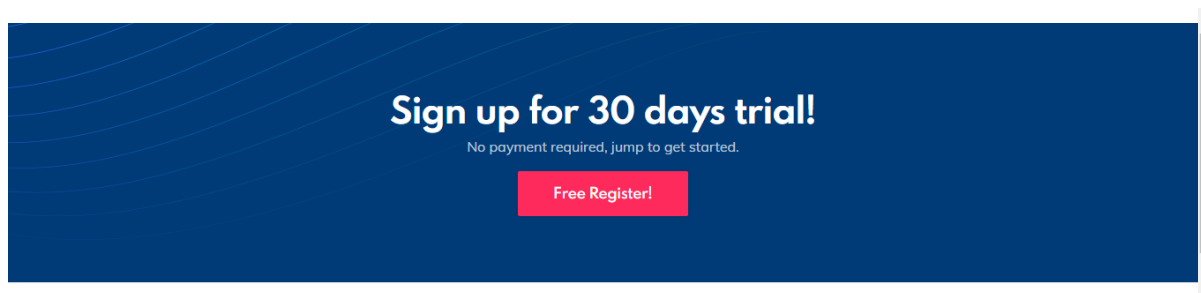 Sign up for 30 days trial!
No payment required, jump to get started.
Free Register!